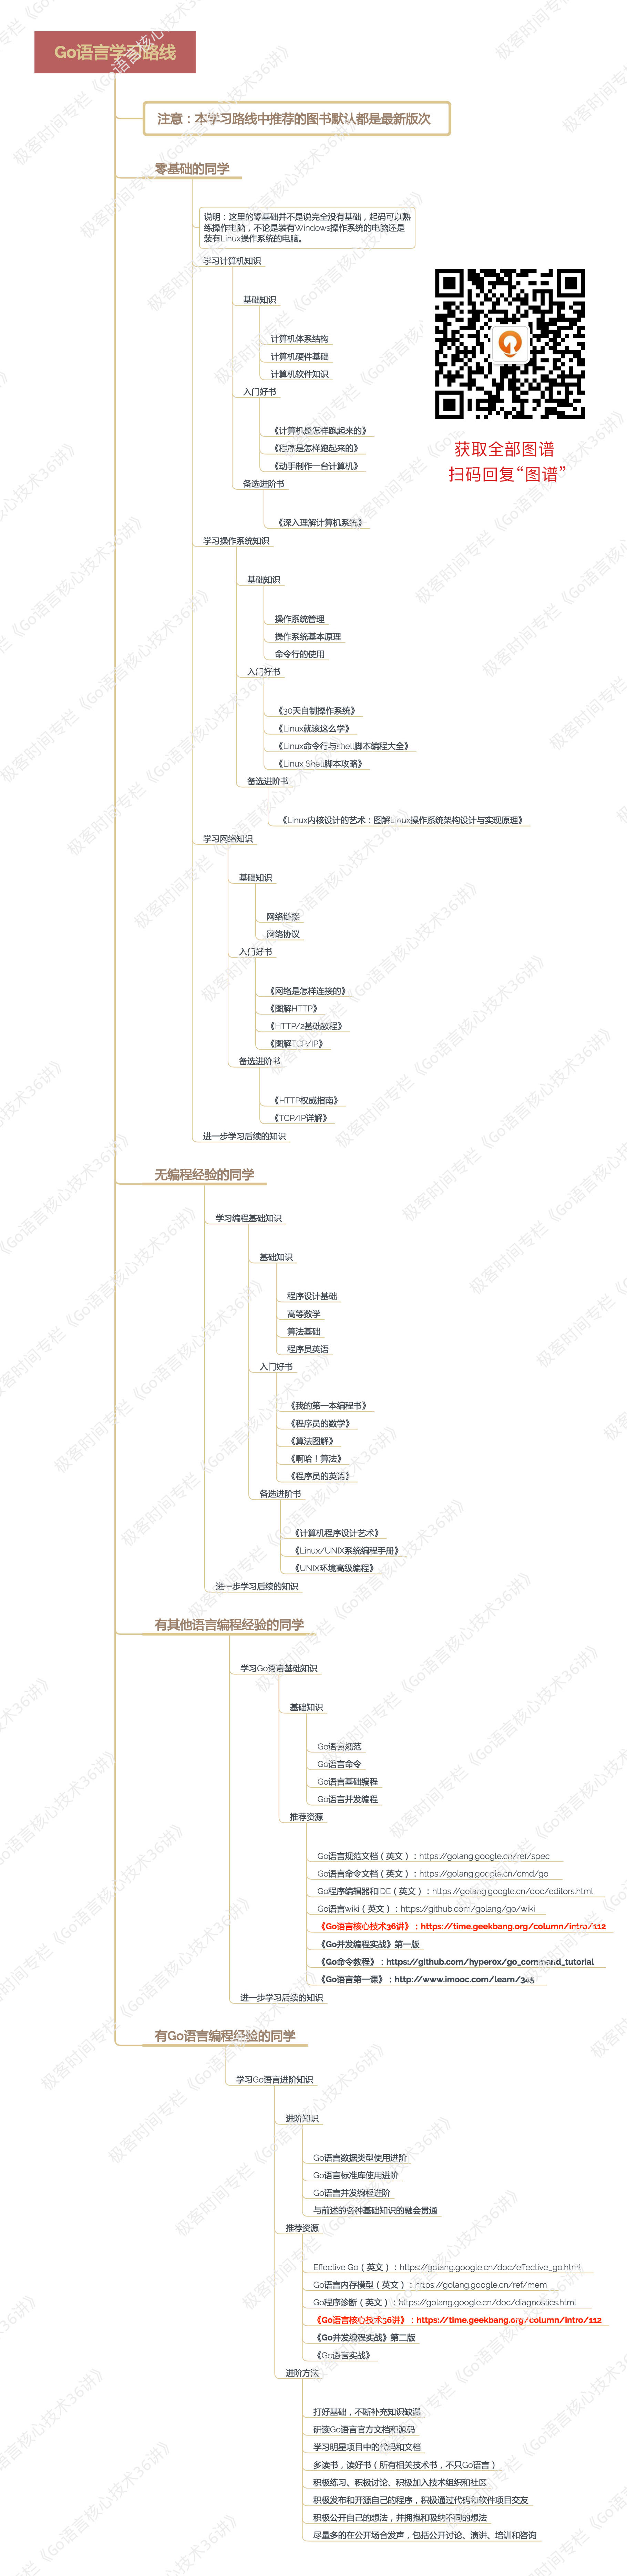 Go语言学习路线
注意：本学习路线中推荐的图书默认都是最新版次
零基础的同学
说明：这里的零基础并不是说完全没有基础，起码可以熟
练操作电脑，不论是装有Windows操作系统的电脑还是
装有Linux操作系统的电脑。
学习计算机知识
基础知识
计算机体系结构
计算机硬件基础
计算机软件知识
入门好书
《计算机是怎样跑起来的》
《程序是怎样跑起来的》
《动手制作一台计算机》
备选进阶书
《深入理解计算机系统》
获取全部图谱
扫码回复“图谱”
学习操作系统知识
基础知识
操作系统管理
操作系统基本原理
命令行的使用
入门好书
《30天自制操作系统》
《Linux就该这么学》
《Linux命令行与shell脚本编程大全》
《Linux Shell脚本攻略》
备选进阶书
《Linux内核设计的艺术：图解Linux操作系统架构设计与实现原理》
学习网络知识
基础知识
网络链接
网络协议
入门好书
《网络是怎样连接的》
《图解HTTP》
《HTTP/2基础教程》
《图解TCP/IP》
备选进阶书
《HTTP权威指南》
《TCP/IP详解》
进一步学习后续的知识
无编程经验的同学
学习编程基础知识
基础知识
程序设计基础
高等数学
算法基础
程序员英语
入门好书
《我的第一本编程书》
《程序员的数学》
《算法图解》
《啊哈！算法》
《程序员的英语》
备选进阶书
《计算机程序设计艺术》
《Linux/UNIX系统编程手册》
《UNIX环境高级编程》
进一步学习后续的知识
有其他语言编程经验的同学
学习Go语言基础知识
基础知识
Go语言规范
Go语言命令
Go语言基础编程
Go语言并发编程
推荐资源
Go语言规范文档（英文）：https://golang.google.cn/ref/spec
Go语言命令文档（英文）：https://golang.google.cn/cmd/go
Go程序编辑器和IDE（英文）：https://golang.google.cn/doc/editors.html
Go语言wiki（英文）：https://github.com/golang/go/wiki
《Go语言核心技术36讲》：https://time.geekbang.org/column/intro/112
《Go并发编程实战》第一版
《Go命令教程》：https://github.com/hyper0x/go_command_tutorial
《Go语言第一课》：http://www.imooc.com/learn/345
进一步学习后续的知识
有Go语言编程经验的同学
学习Go语言进阶知识
进阶知识
Go语言数据类型使用进阶
Go语言标准库使用进阶
Go语言并发编程进阶
与前述的各种基础知识的融会贯通
推荐资源
Effective Go（英文）：https://golang.google.cn/doc/effective_go.html
Go语言内存模型（英文）：https://golang.google.cn/ref/mem
Go程序诊断（英文）：https://golang.google.cn/doc/diagnostics.html
《Go语言核心技术36讲》：https://time.geekbang.org/column/intro/112
《Go并发编程实战》第二版
《Go语言实战》
进阶方法
打好基础，不断补充知识缺漏
研读Go语言官方文档和源码
学习明星项目中的代码和文档
多读书，读好书（所有相关技术书，不只Go语言）
积极练习、积极讨论、积极加入技术组织和社区
积极发布和开源自己的程序，积极通过代码和软件项目交友
积极公开自己的想法，并拥抱和吸纳不同的想法
尽量多的在公开场合发声，包括公开讨论、演讲、培训和咨询
极客时间专栏《Go语言核心技术36讲》